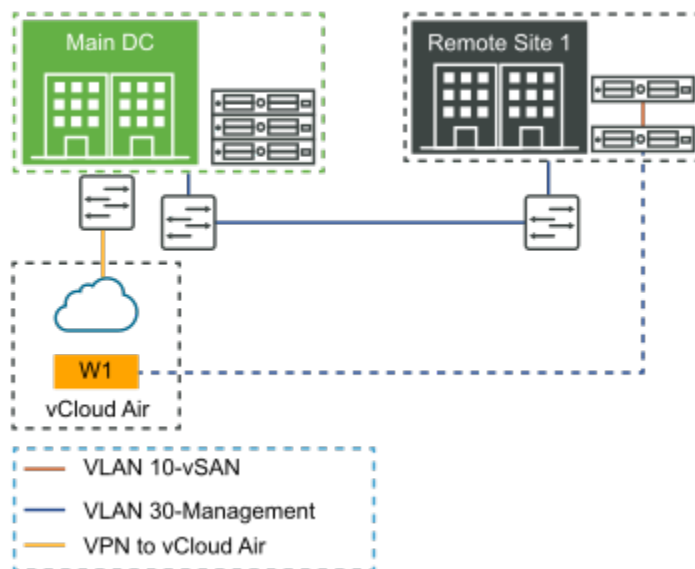 Main DC
Remote Site 1
W1
vCloud Air
VLAN 10-vSAN
VLAN 30-Management
VPN to vCloud Air